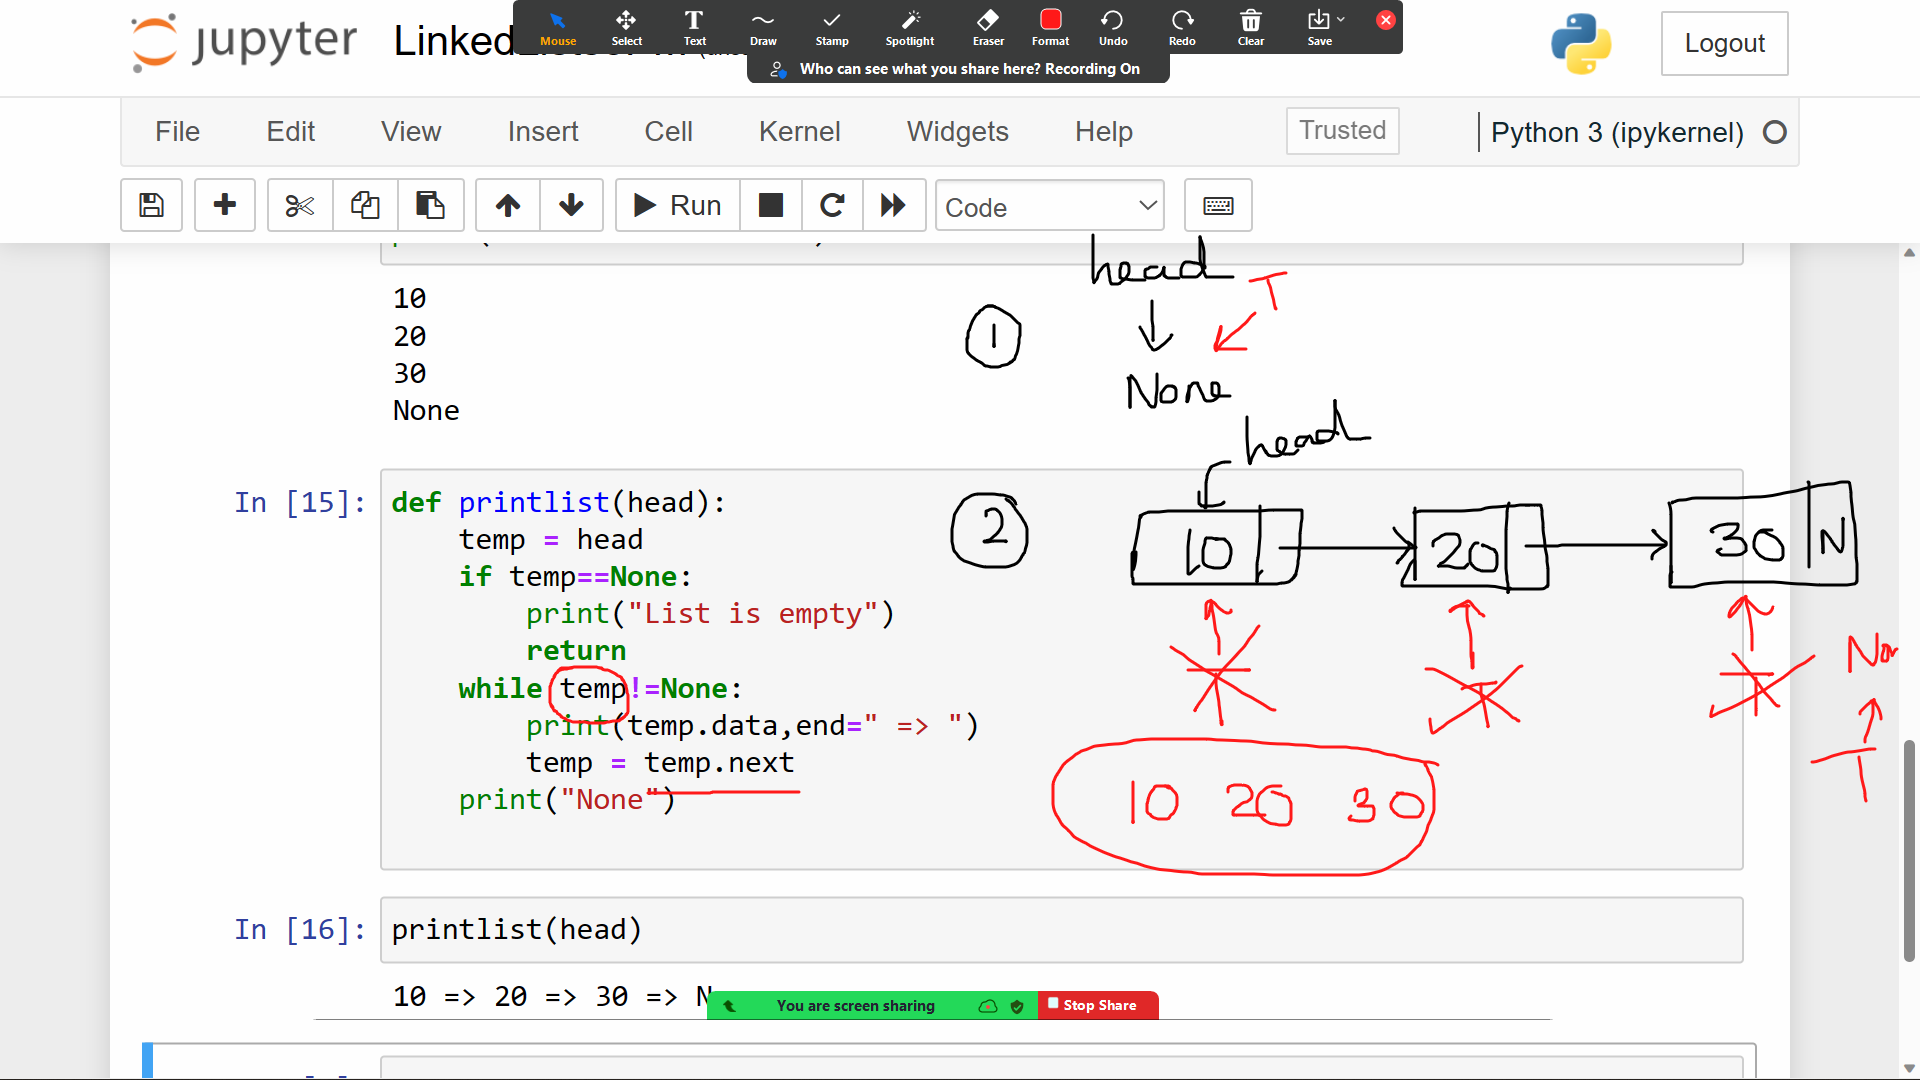 Mouse Select Text Draw Stamp Spotlight Eraser Format Undo Redo Clear Save
Who can see what you share here? Recording On
jupyter
Logout
File Edit View Insert Cell Kernel Widgets Help
Trusted
Python 3 (ipykernel)
Run
Code
head
T
10
20
30
None
1
None
head
In [15]:
def printlist(head):
temp = head
if temp==None:
print("List is empty")
return
while temp!=None:
print(temp.data,end=" => ")
temp = temp.next
print("None")
2
10 20 30 N
T
10 20 30
In [16]:
printlist(head)
10 => 20 => 30 => N
You are screen sharing
Stop Share